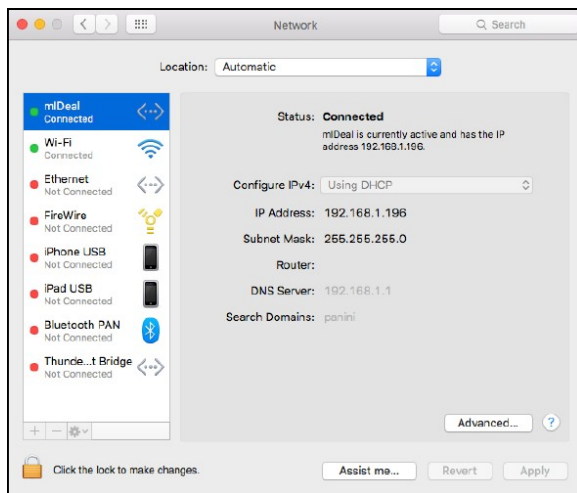 Network
Search
Location: Automatic
mIDeal
Connected
Wi-Fi
Connected
Ethernet
Not Connected
FireWire
Not Connected
iPhone USB
Not Connected
iPad USB
Not Connected
Bluetooth PAN
Not Connected
Thunde...t Bridge
Not Connected
Status: Connected
mIDeal is currently active and has the IP
address 192.168.1.196.
Configure IPv4: Using DHCP
IP Address: 192.168.1.196
Subnet Mask: 255.255.255.0
Router:
DNS Server: 192.168.1.1
Search Domains: panini
Advanced... ?
Click the lock to make changes.
Assist me... Revert Apply